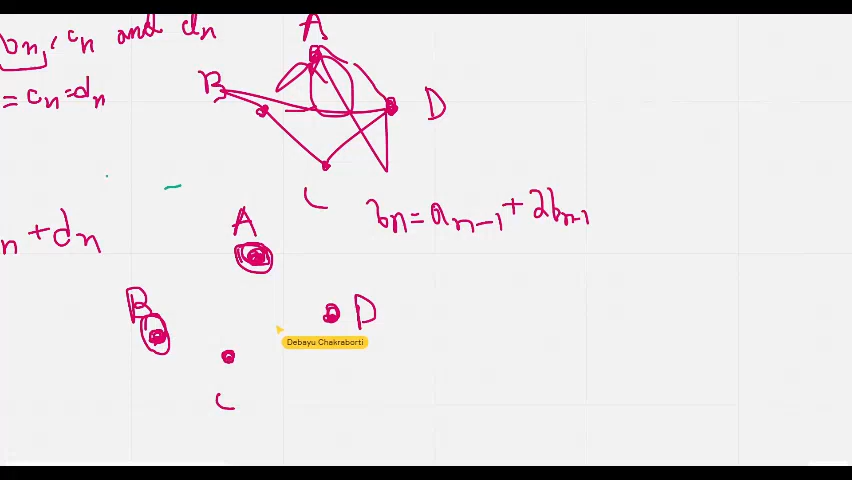 bn, cn and dn
= cn = dn
A
B
D
C
bn = an-1 + 2bn-1
n + dn
A
B
D
Debayu Chakraborti
C